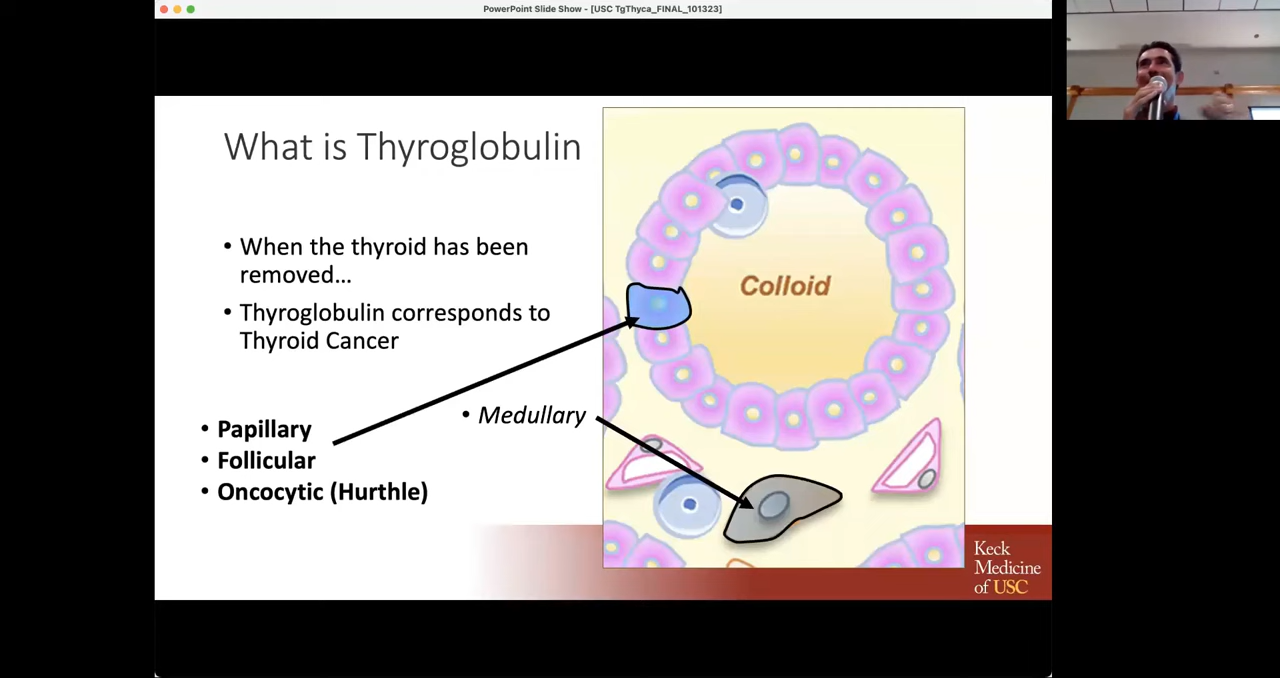 PowerPoint Slide Show - [USC TgThyca_FINAL_101323]
What is Thyroglobulin
• When the thyroid has been
removed...
• Thyroglobulin corresponds to
Thyroid Cancer
• Papillary
• Follicular
• Oncocytic (Hurthle)
• Medullary
Colloid
Keck
Medicine
of USC